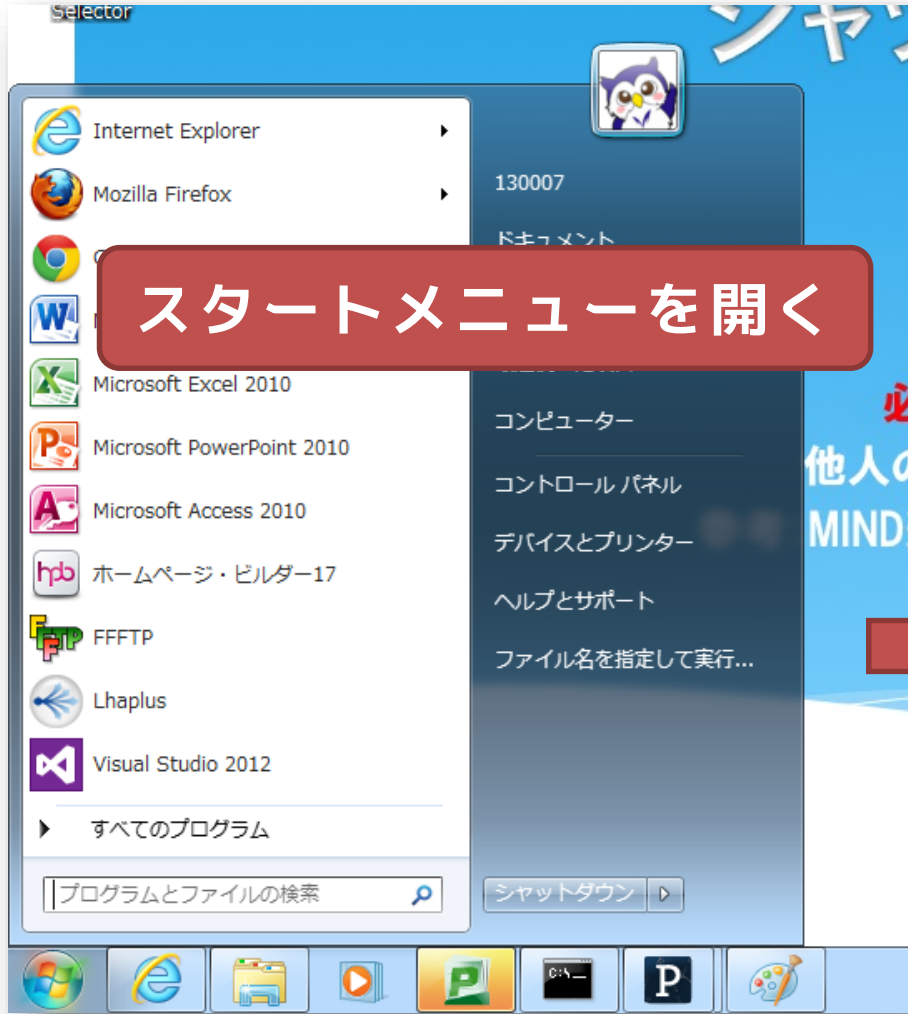 Selector
シャッ
Internet Explorer
Mozilla Firefox
スタートメニューを開く
Microsoft Excel 2010
Microsoft PowerPoint 2010
Microsoft Access 2010
ホームページ・ビルダー17
FFFTP
Lhaplus
Visual Studio 2012
すべてのプログラム
プログラムとファイルの検索
130007
ドキュメント
コンピューター
コントロール パネル
デバイスとプリンター
ヘルプとサポート
ファイル名を指定して実行...
シャットダウン
必
他人の
MIND